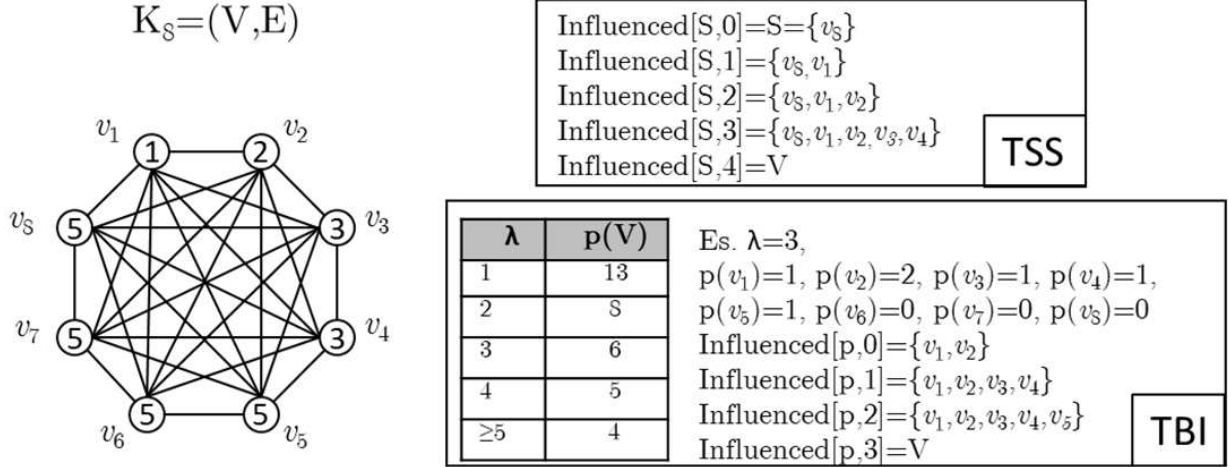 K₈=(V,E)
v₁
v₂
1
2
v₈
5
3
v₃
v₇
5
3
v₄
5
5
v₆
v₅
Influenced[S,0]=S={v₈}
Influenced[S,1]={v₈,v₁}
Influenced[S,2]={v₈,v₁,v₂}
Influenced[S,3]={v₈,v₁,v₂,v₃,v₄}
Influenced[S,4]=V
TSS
λ p(V)
1 13
2 8
3 6
4 5
≥5 4
Es. λ=3,
p(v₁)=1, p(v₂)=2, p(v₃)=1, p(v₄)=1,
p(v₅)=1, p(v₆)=0, p(v₇)=0, p(v₈)=0
Influenced[p,0]={v₁,v₂}
Influenced[p,1]={v₁,v₂,v₃,v₄}
Influenced[p,2]={v₁,v₂,v₃,v₄,v₅}
Influenced[p,3]=V
TBI